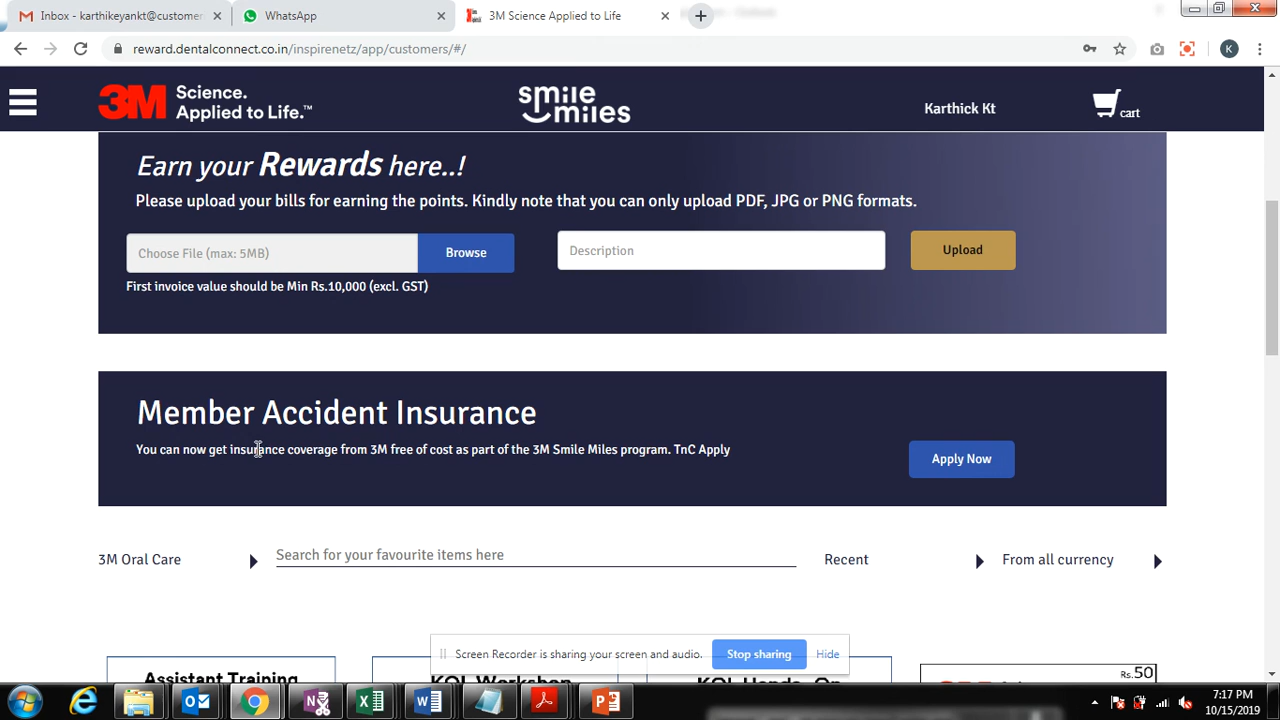 Inbox - karthikeyankt@customer
WhatsApp
3M Science Applied to Life
reward.dentalconnect.co.in/inspirenetz/app/customers/#/
K
3M Science.
Applied to Life.™
smile
miles
Karthick Kt
cart
Earn your Rewards here..!
Please upload your bills for earning the points. Kindly note that you can only upload PDF, JPG or PNG formats.
Choose File (max: 5MB)
Browse
Description
Upload
First invoice value should be Min Rs.10,000 (excl. GST)
Member Accident Insurance
You can now get insurance coverage from 3M free of cost as part of the 3M Smile Miles program. TnC Apply
Apply Now
3M Oral Care
Search for your favourite items here
Recent
From all currency
Screen Recorder is sharing your screen and audio.
Stop sharing
Hide
Assistant Training
KOL Workshop
KOL Hands-On
Rs.50
7:17 PM
10/15/2019